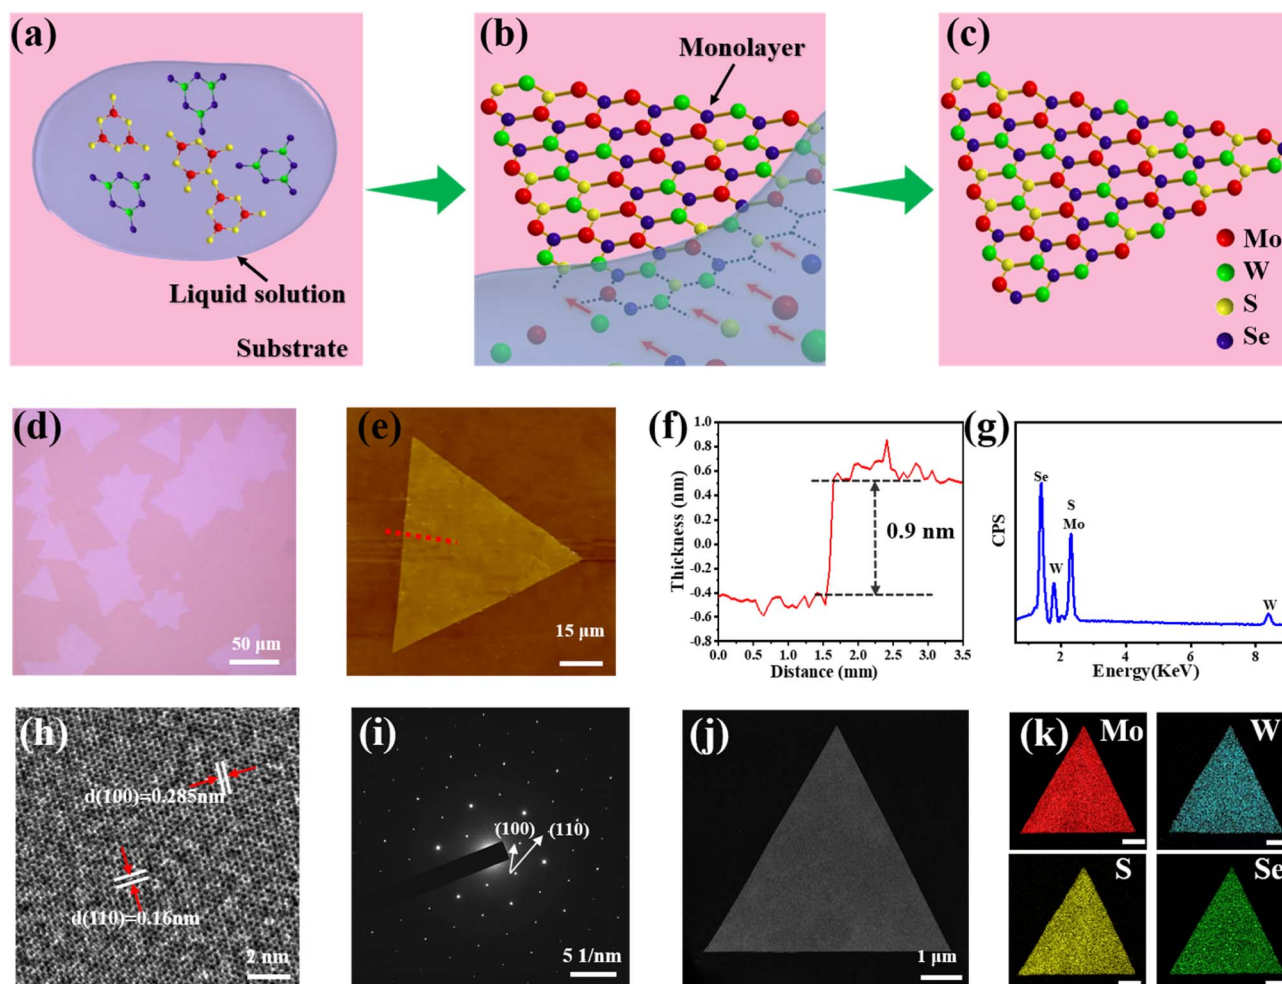 (a)
Liquid solution
Substrate
(b)
Monolayer
(c)
Mo
W
S
Se
(d)
50 μm
(e)
15 μm
(f)
Thickness (nm)
1.0
0.8
0.6
0.4
0.2
0.0
-0.2
-0.4
-0.6
-0.8
0.9 nm
0.0 0.5 1.0 1.5 2.0 2.5 3.0 3.5
Distance (mm)
(g)
CPS
Se
W
S
Mo
W
2 4 6 8
Energy(KeV)
(h)
d(100)=0.285nm
d(110)=0.16nm
2 nm
(i)
(100)
(110)
5 1/nm
(j)
1 μm
(k)
Mo
W
S
Se